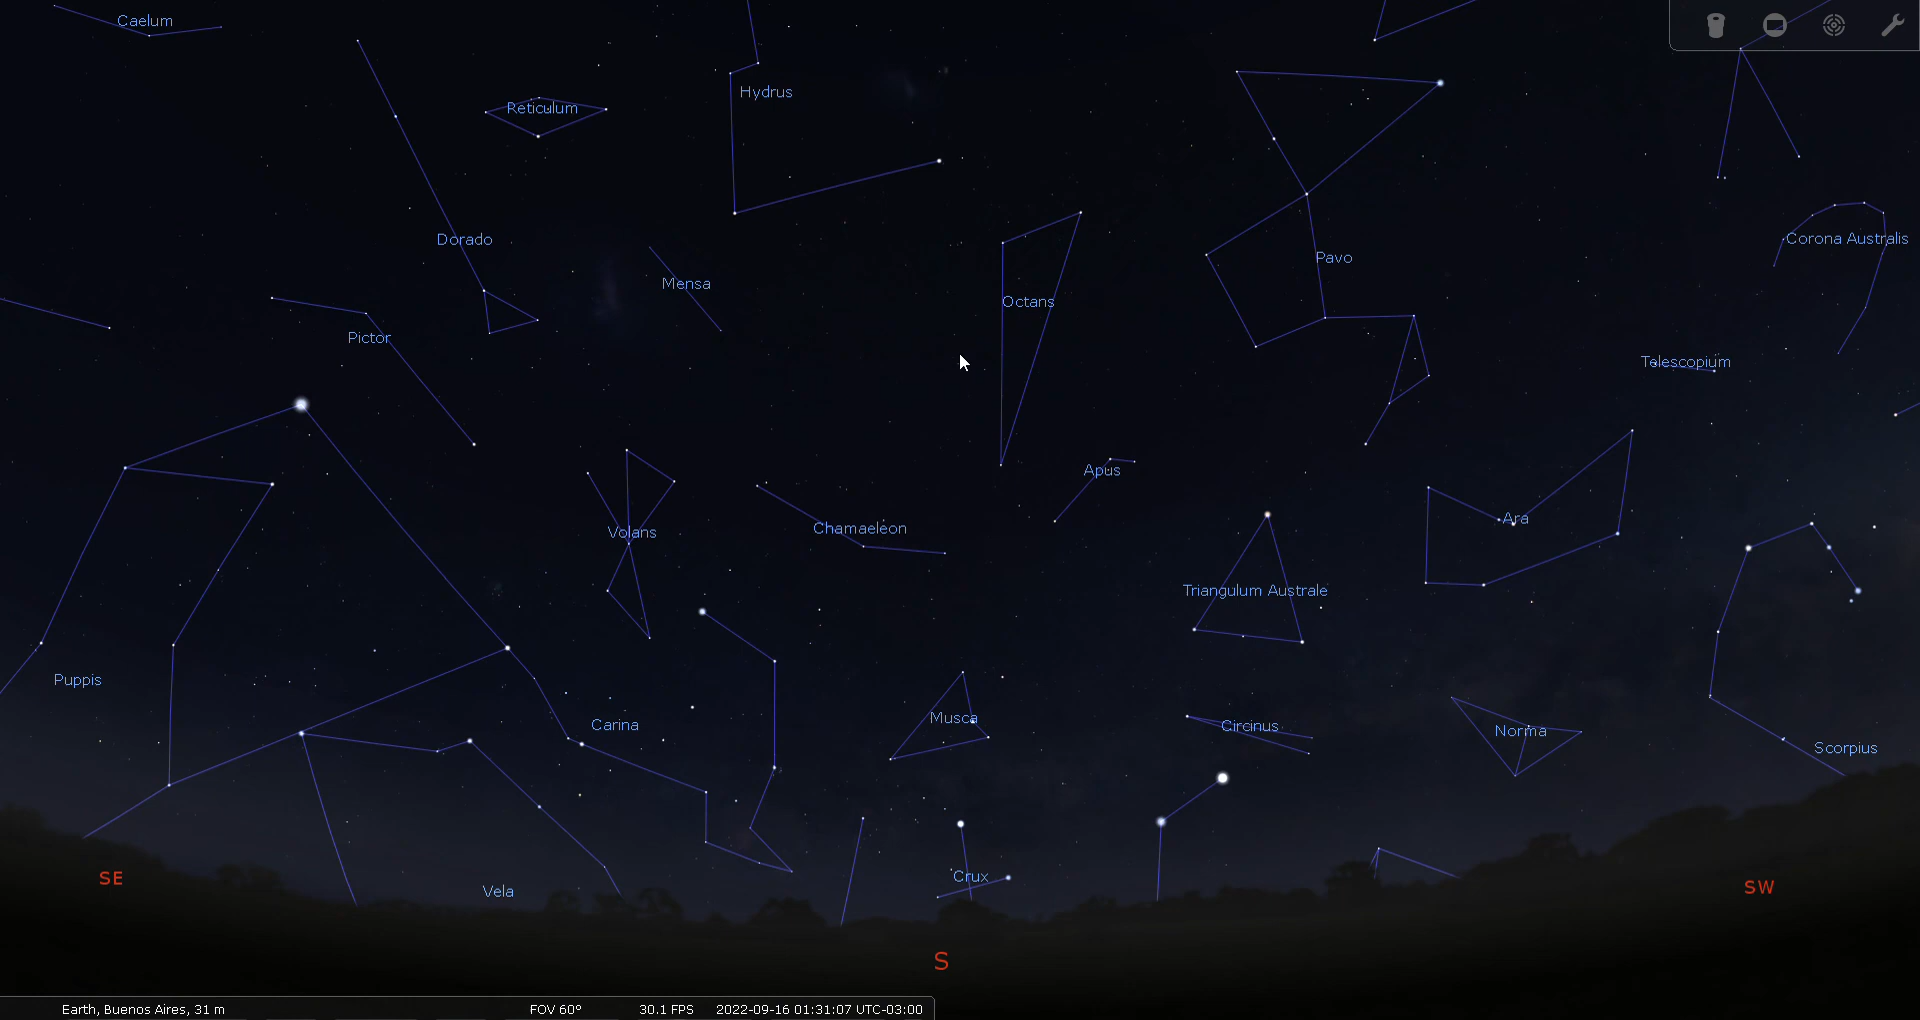 Caelum
Hydrus
Reticulum
Dorado
Mensa
Pavo
Corona Australis
Octans
Pictor
Telescopium
Apus
Volans
Chamaeleon
Ara
Triangulum Australe
Puppis
Carina
Musca
Circinus
Norma
Scorpius
Vela
Crux
SE
S
SW
Earth, Buenos Aires, 31 m FOV 60° 30.1 FPS 2022-09-16 01:31:07 UTC-03:00